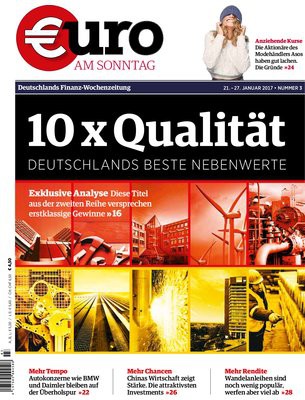 €uro
AM SONNTAG
Anziehende Kurse
Die Aktionäre des
Modehändlers Asos
haben gut lachen.
Die Gründe »24
Deutschlands Finanz-Wochenzeitung
21. - 27. JANUAR 2017 • NUMMER 3
10 x Qualität
DEUTSCHLANDS BESTE NEBENWERTE
Exklusive Analyse Diese Titel
aus der zweiten Reihe versprechen
erstklassige Gewinne »16
€ 4,50
Mehr Tempo
Autokonzerne wie BMW
und Daimler bleiben auf
der Überholspur »22
Mehr Chancen
Chinas Wirtschaft zeigt
Stärke. Die attraktivsten
Investments »26
Mehr Rendite
Wandelanleihen sind
noch wenig populär,
werfen aber viel ab »28